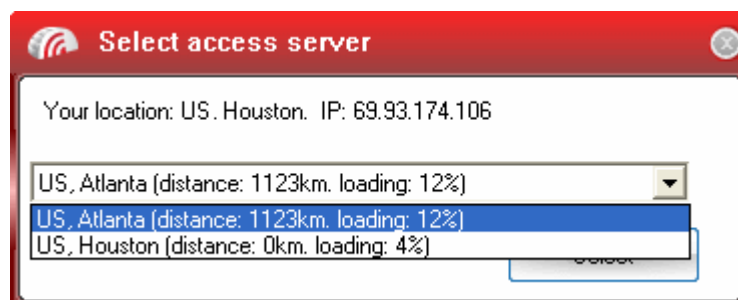 Select access server
Your location: US. Houston.  IP: 69.93.174.106
US, Atlanta (distance: 1123km. loading: 12%)
US, Atlanta (distance: 1123km. loading: 12%)
US, Houston (distance: 0km. loading: 4%)